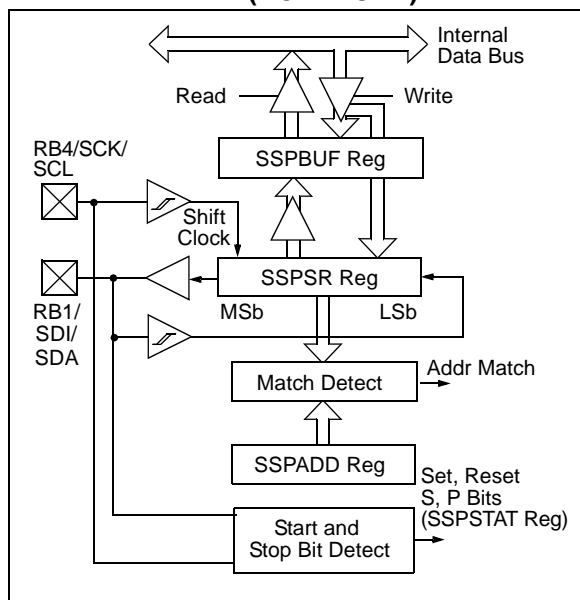 Internal
Data Bus
Read
Write
RB4/SCK/
SCL
SSPBUF Reg
Shift
Clock
SSPSR Reg
MSb
LSb
RB1/
SDI/
SDA
Addr Match
Match Detect
SSPADD Reg
Set, Reset
S, P Bits
(SSPSTAT Reg)
Start and
Stop Bit Detect